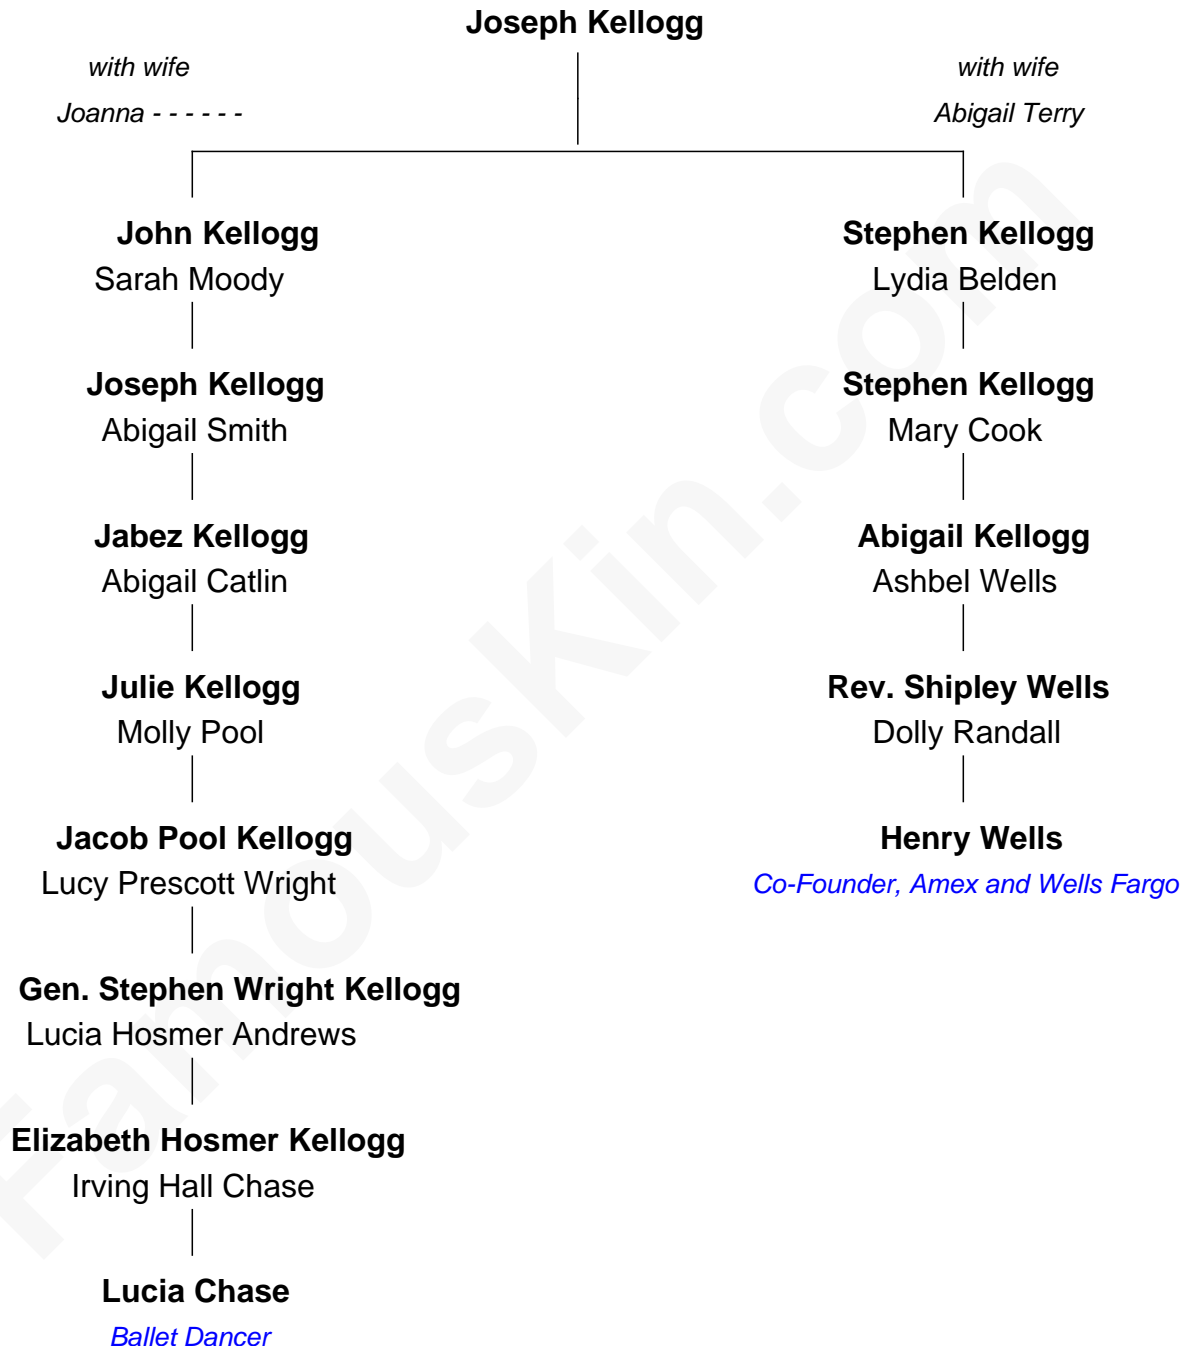 Joseph Kellogg
with wife
Joanna - - - - - -
with wife
Abigail Terry
John Kellogg
Sarah Moody
Stephen Kellogg
Lydia Belden
Joseph Kellogg
Abigail Smith
Stephen Kellogg
Mary Cook
Jabez Kellogg
Abigail Catlin
Abigail Kellogg
Ashbel Wells
Julie Kellogg
Molly Pool
Rev. Shipley Wells
Dolly Randall
Jacob Pool Kellogg
Lucy Prescott Wright
Henry Wells
Co-Founder, Amex and Wells Fargo
Gen. Stephen Wright Kellogg
Lucia Hosmer Andrews
Elizabeth Hosmer Kellogg
Irving Hall Chase
Lucia Chase
Ballet Dancer
FamousKin.com